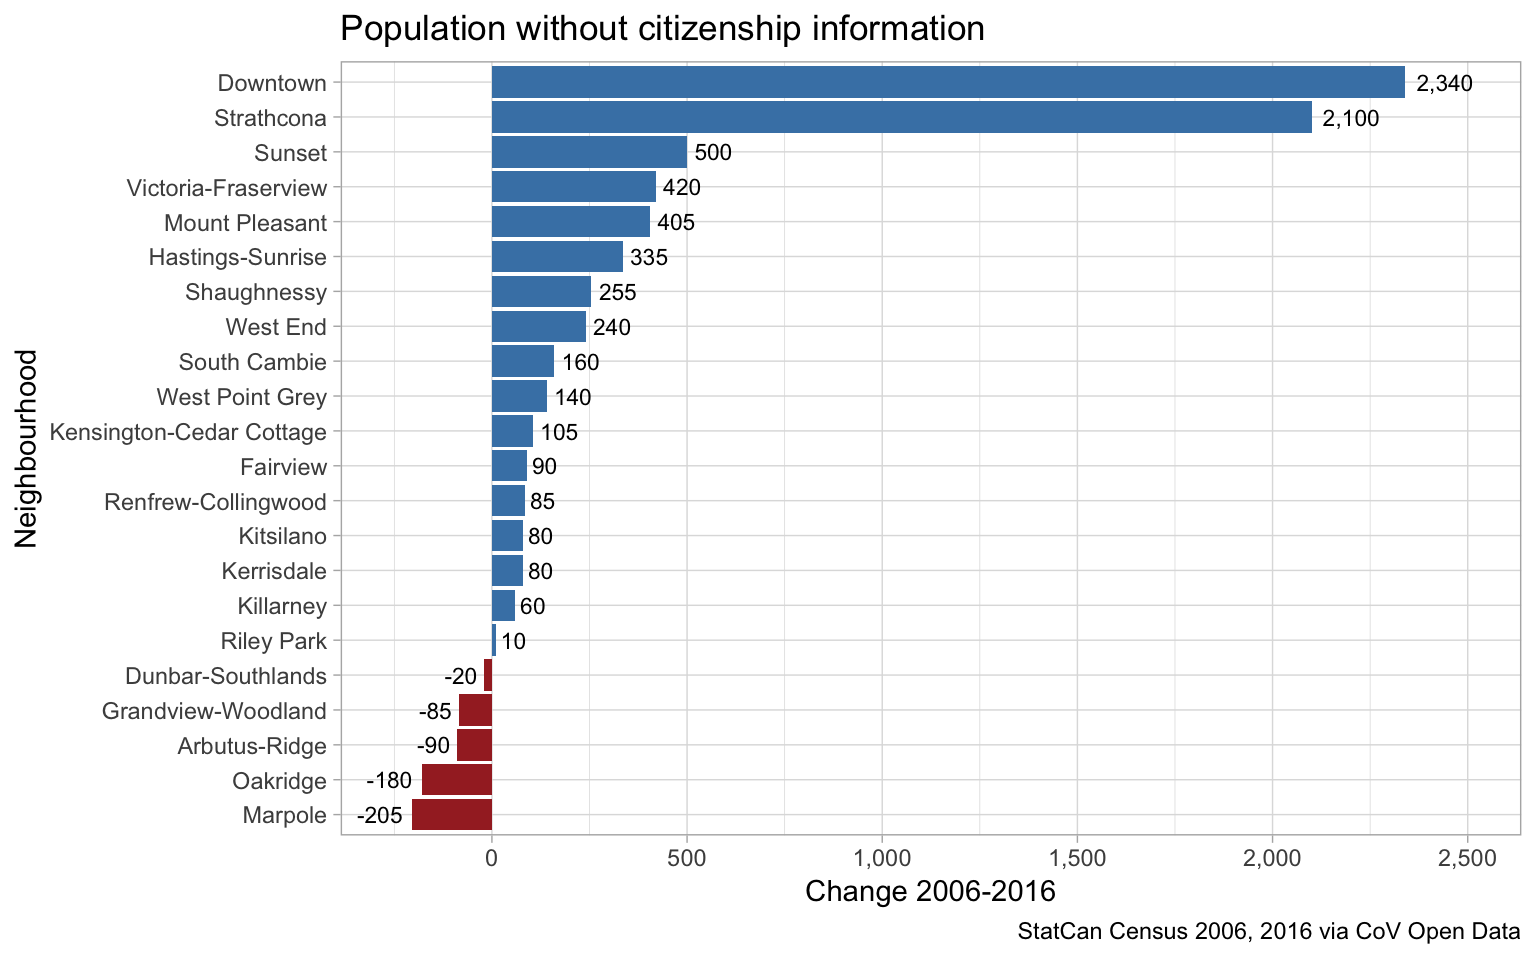 Population without citizenship information
Neighbourhood
Downtown 2,340
Strathcona 2,100
Sunset 500
Victoria-Fraserview 420
Mount Pleasant 405
Hastings-Sunrise 335
Shaughnessy 255
West End 240
South Cambie 160
West Point Grey 140
Kensington-Cedar Cottage 105
Fairview 90
Renfrew-Collingwood 85
Kitsilano 80
Kerrisdale 80
Killarney 60
Riley Park 10
Dunbar-Southlands -20
Grandview-Woodland -85
Arbutus-Ridge -90
Oakridge -180
Marpole -205
0 500 1,000 1,500 2,000 2,500
Change 2006-2016
StatCan Census 2006, 2016 via CoV Open Data